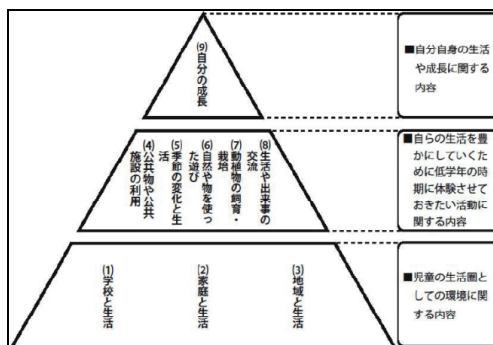 (9)自分の成長
■自分自身の生活
や成長に関する
内容
(4)公共物や公共
施設の利用
(5)季節の変化と生
活
(6)自然や物を使っ
た遊び
(7)動植物の飼育・
栽培
(8)生活や出来事の
交流
■自らの生活を豊
かにしていくた
めに低学年の時
期に体験させて
おきたい活動に
関する内容
(1)学校と生活
(2)家庭と生活
(3)地域と生活
■児童の生活圏と
しての環境に関
する内容